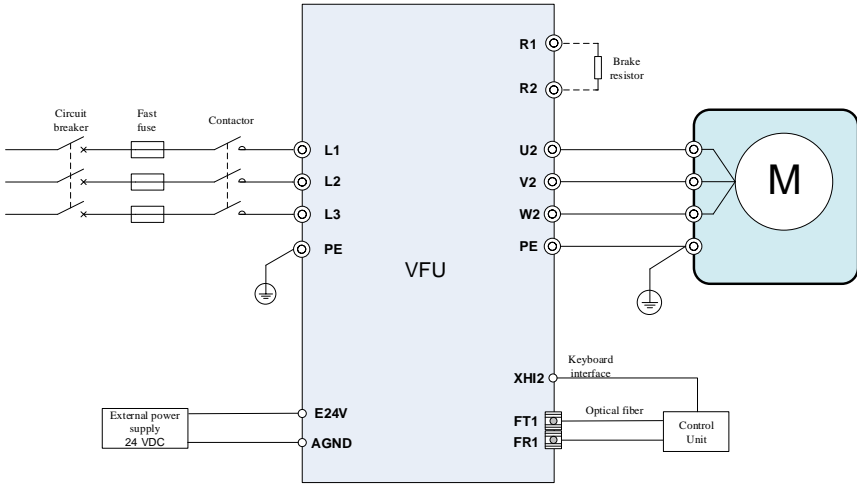 R1
Brake
resistor
R2
Circuit
breaker
Fast
fuse
Contactor
L1
U2
L2
V2
M
L3
W2
PE
PE
VFU
XHI2
Keyboard
interface
E24V
External power
supply
24 VDC
AGND
FT1
Optical fiber
FR1
Control
Unit